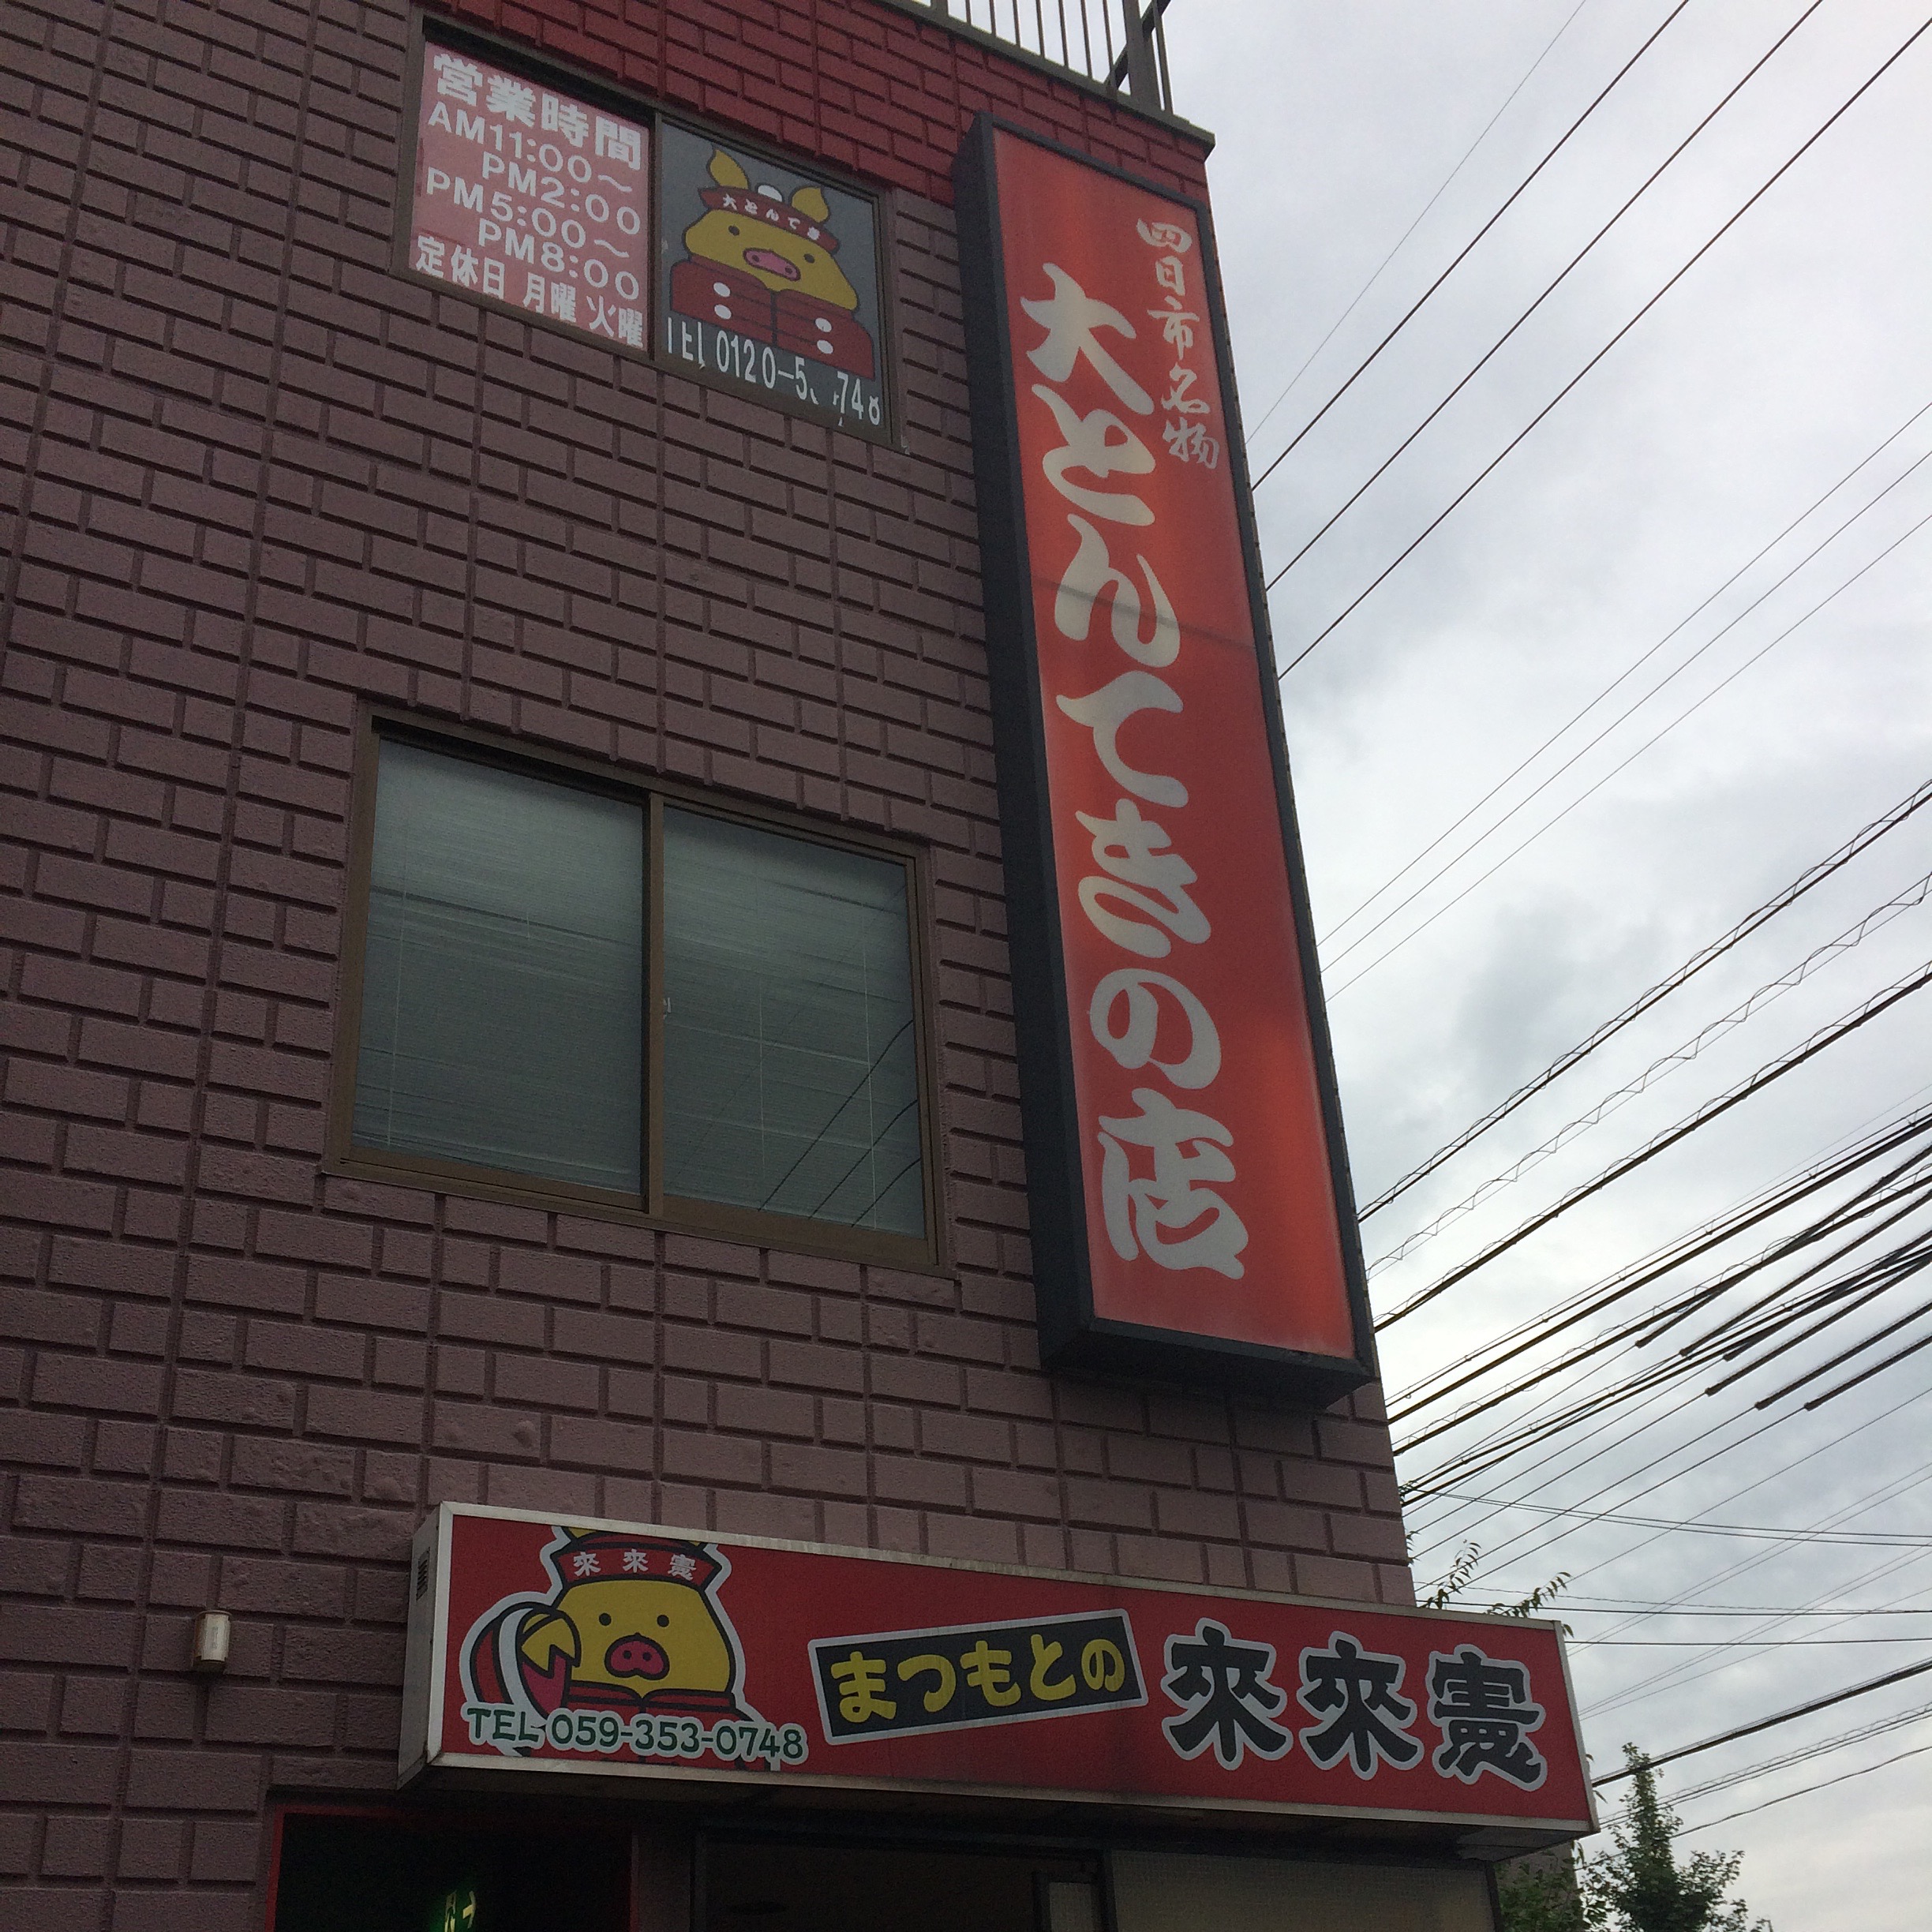 営業時間
AM11:00～
PM2:00
PM5:00～
PM8:00
定休日 月曜 火曜
大とんてき
四日市名物
大とんてきの店
來來憲
TEL 059-353-0748
まつもとの
來來憲